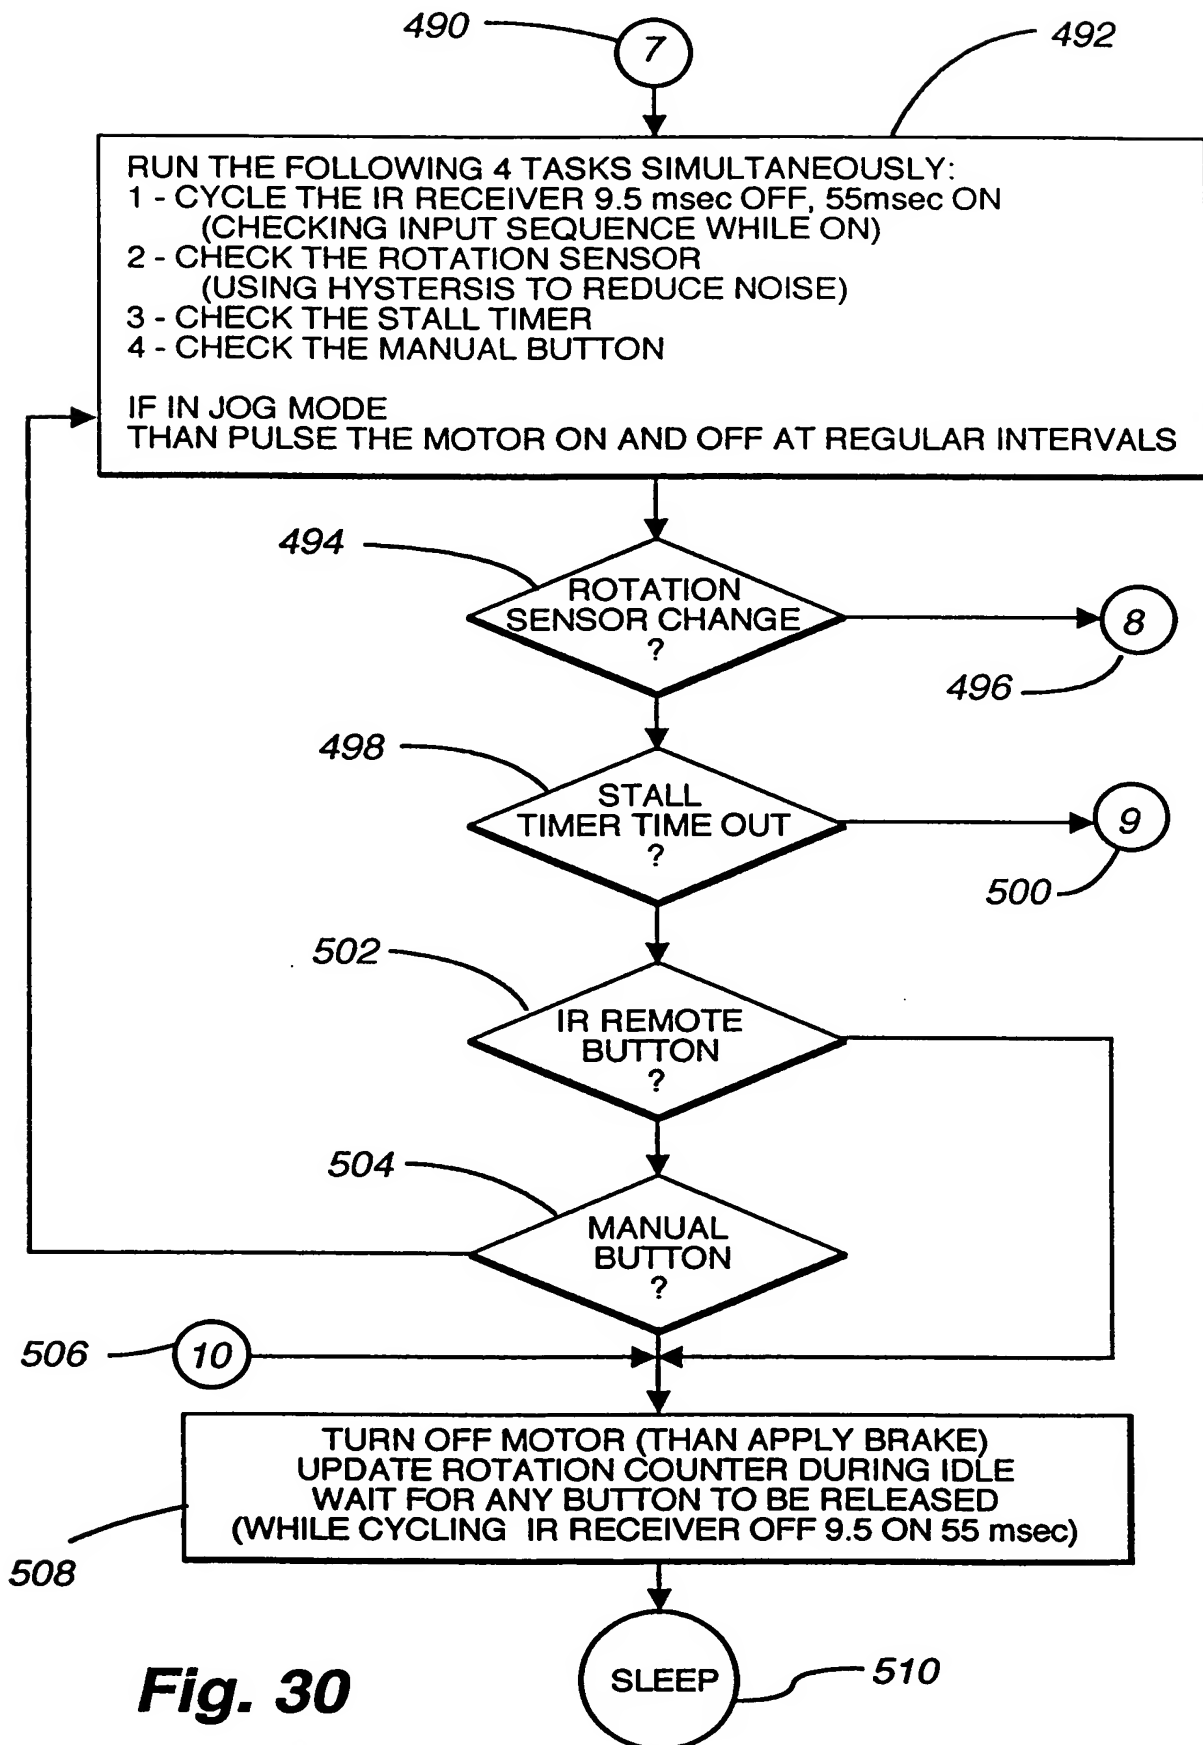 490
7
492
RUN THE FOLLOWING 4 TASKS SIMULTANEOUSLY:
1 - CYCLE THE IR RECEIVER 9.5 msec OFF, 55msec ON
(CHECKING INPUT SEQUENCE WHILE ON)
2 - CHECK THE ROTATION SENSOR
(USING HYSTERSIS TO REDUCE NOISE)
3 - CHECK THE STALL TIMER
4 - CHECK THE MANUAL BUTTON
IF IN JOG MODE
THAN PULSE THE MOTOR ON AND OFF AT REGULAR INTERVALS
494
ROTATION
SENSOR CHANGE
?
8
496
498
STALL
TIMER TIME OUT
?
9
500
502
IR REMOTE
BUTTON
?
504
MANUAL
BUTTON
?
506
10
TURN OFF MOTOR (THAN APPLY BRAKE)
UPDATE ROTATION COUNTER DURING IDLE
WAIT FOR ANY BUTTON TO BE RELEASED
(WHILE CYCLING IR RECEIVER OFF 9.5 ON 55 msec)
508
SLEEP
510
Fig. 30